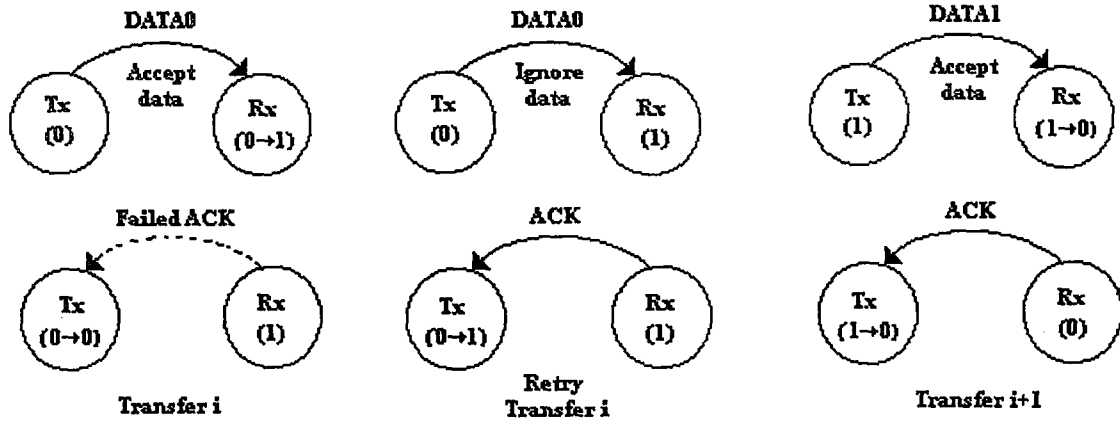 DATA0
Accept
data
Tx
(0)
Rx
(0→1)
Failed ACK
Tx
(0→0)
Rx
(1)
Transfer i
DATA0
Ignore
data
Tx
(0)
Rx
(1)
ACK
Tx
(0→1)
Rx
(1)
Retry
Transfer i
DATA1
Accept
data
Tx
(1)
Rx
(1→0)
ACK
Tx
(1→0)
Rx
(0)
Transfer i+1